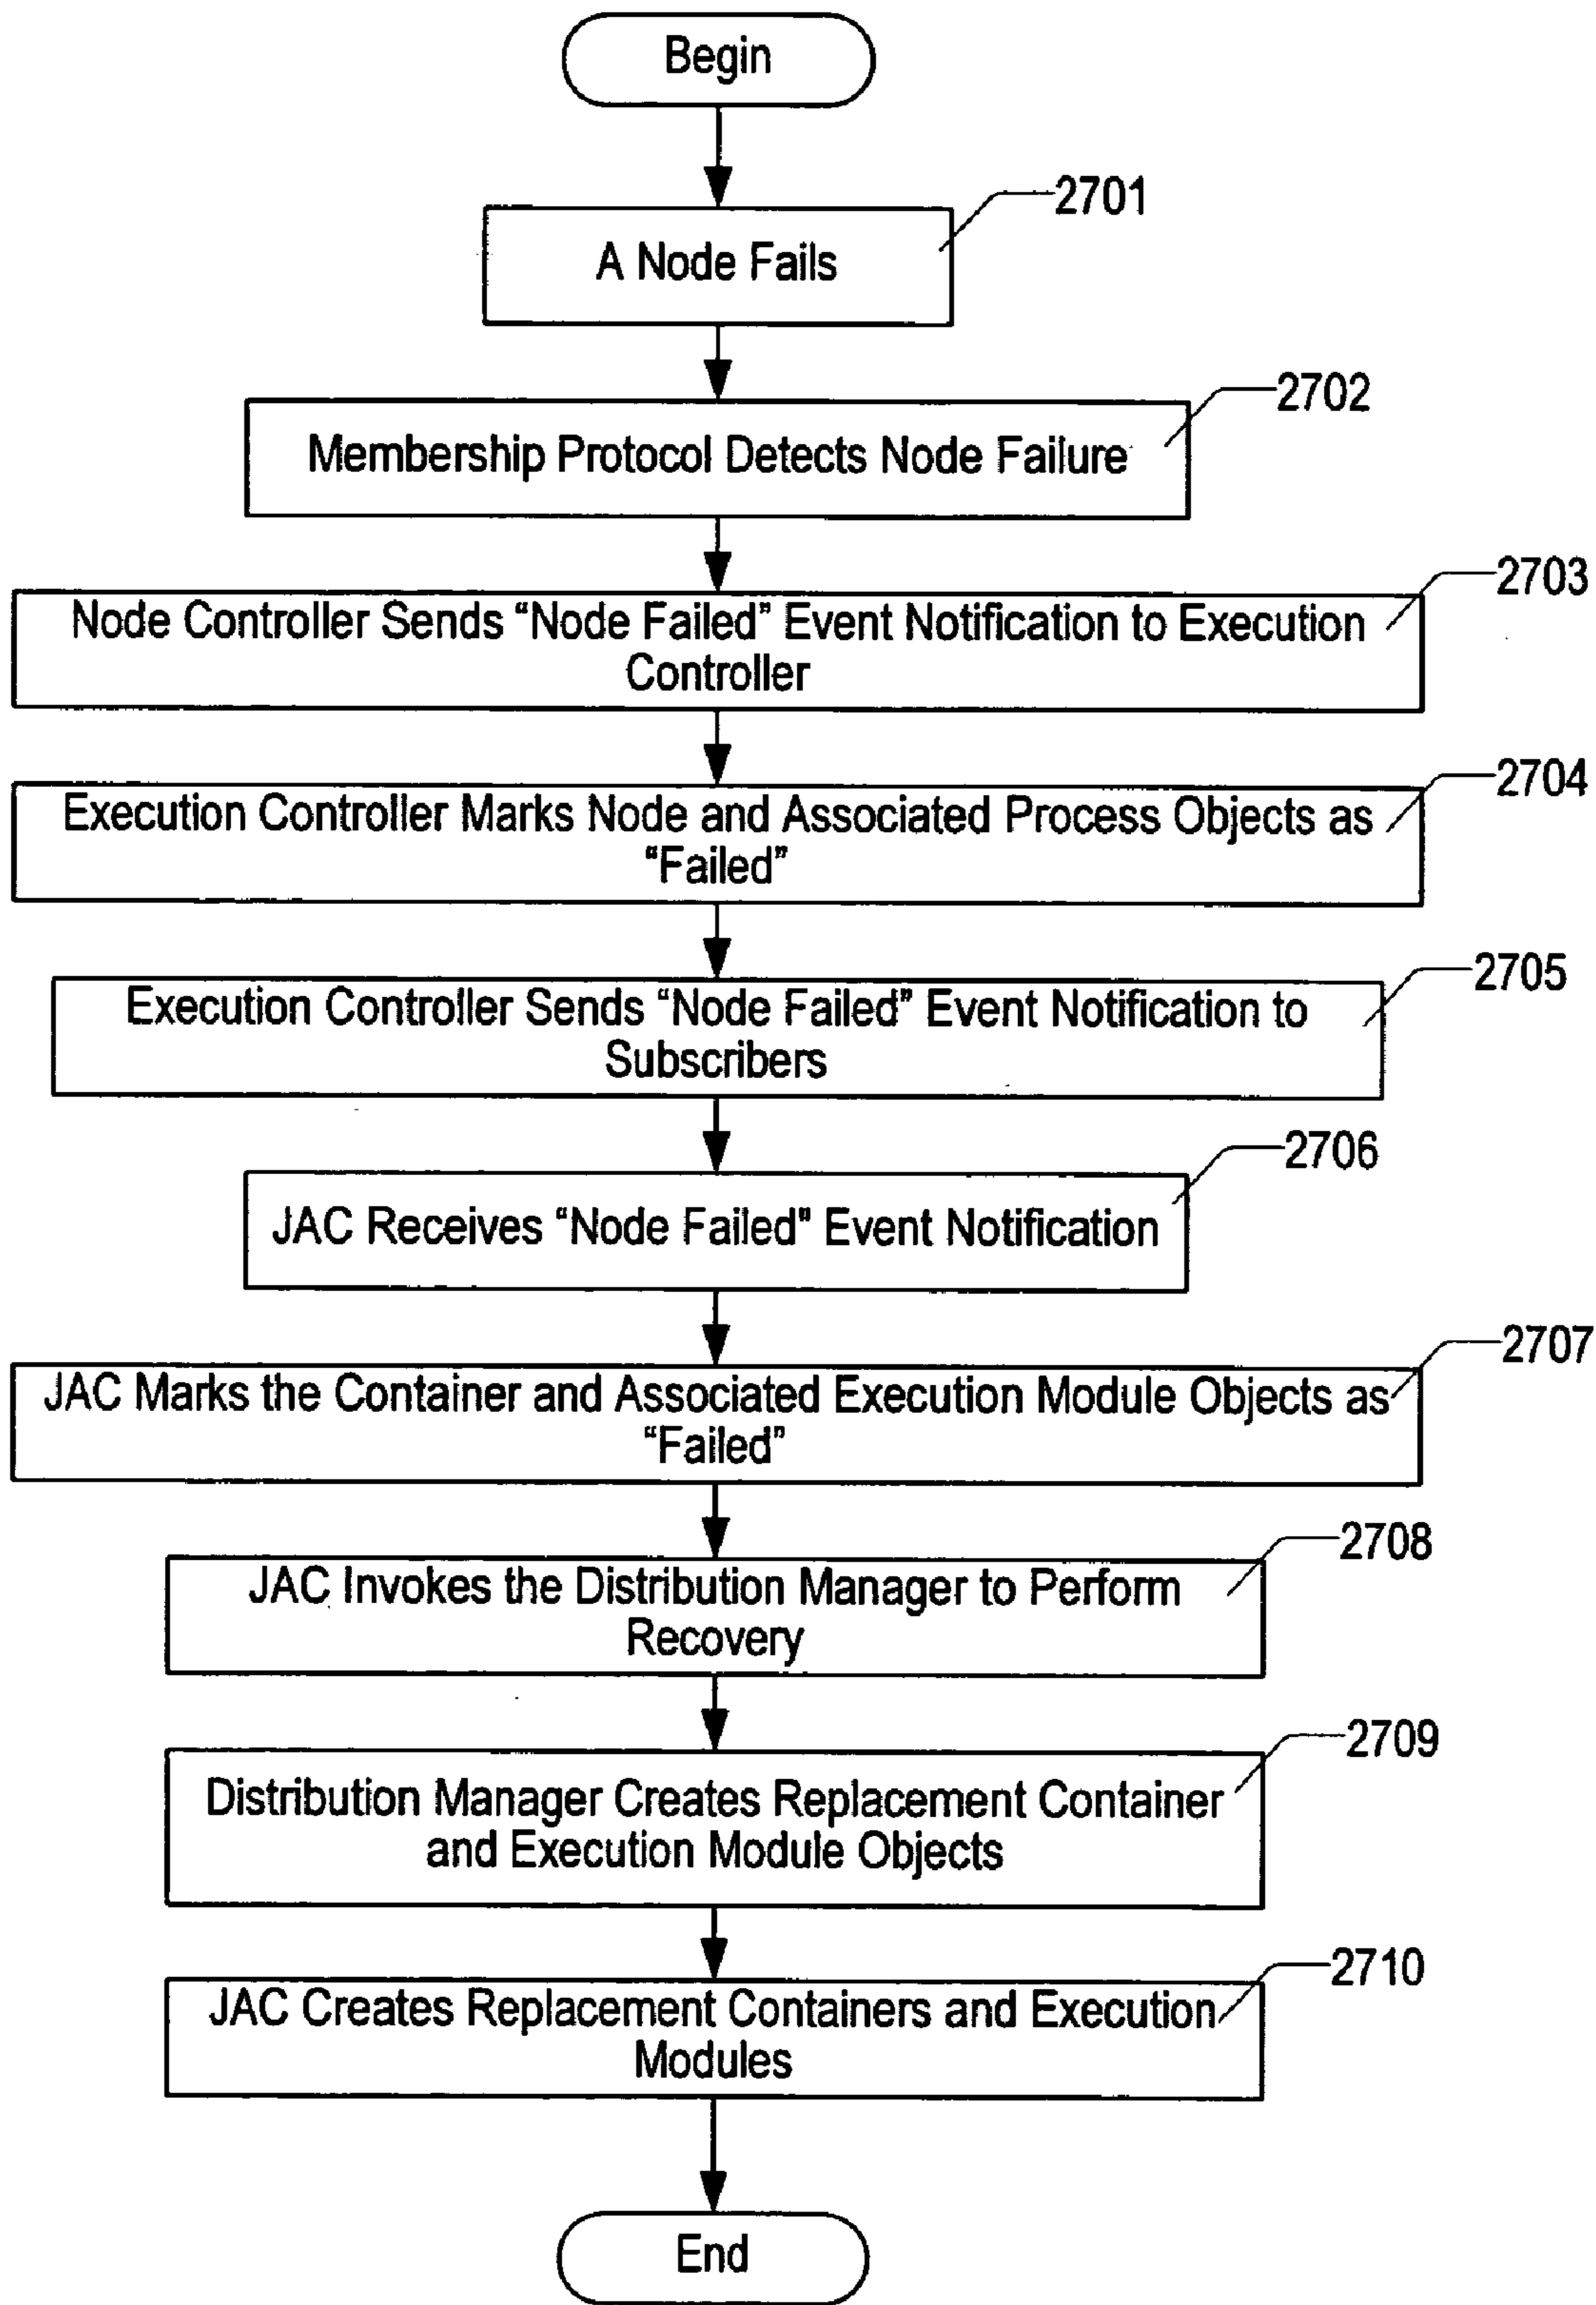 Begin
2701
A Node Fails
2702
Membership Protocol Detects Node Failure
2703
Node Controller Sends “Node Failed” Event Notification to Execution
Controller
2704
Execution Controller Marks Node and Associated Process Objects as
“Failed”
2705
Execution Controller Sends “Node Failed” Event Notification to
Subscribers
2706
JAC Receives “Node Failed” Event Notification
2707
JAC Marks the Container and Associated Execution Module Objects as
“Failed”
2708
JAC Invokes the Distribution Manager to Perform
Recovery
2709
Distribution Manager Creates Replacement Container
and Execution Module Objects
2710
JAC Creates Replacement Containers and Execution
Modules
End